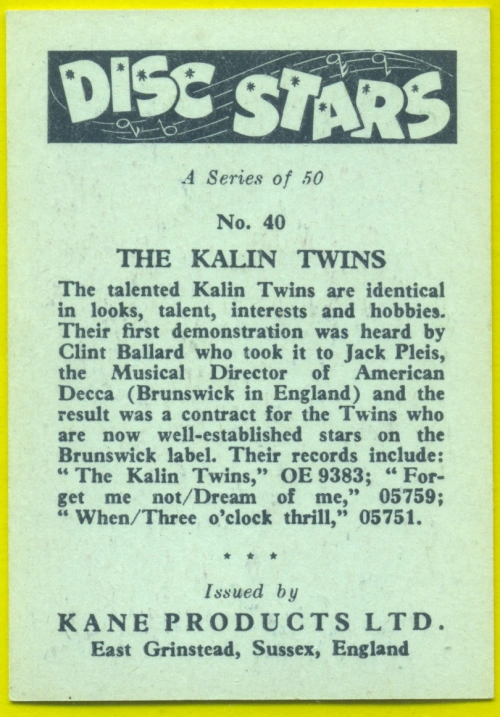 DISC STARS
A Series of 50
No. 40
THE KALIN TWINS
The talented Kalin Twins are identical
in looks, talent, interests and hobbies.
Their first demonstration was heard by
Clint Ballard who took it to Jack Pleis,
the Musical Director of American
Decca (Brunswick in England) and the
result was a contract for the Twins who
are now well-established stars on the
Brunswick label. Their records include:
“ The Kalin Twins,” OE 9383; “ For-
get me not/Dream of me,” 05759;
“ When/Three o'clock thrill,” 05751.
* * *
Issued by
KANE PRODUCTS LTD.
East Grinstead, Sussex, England